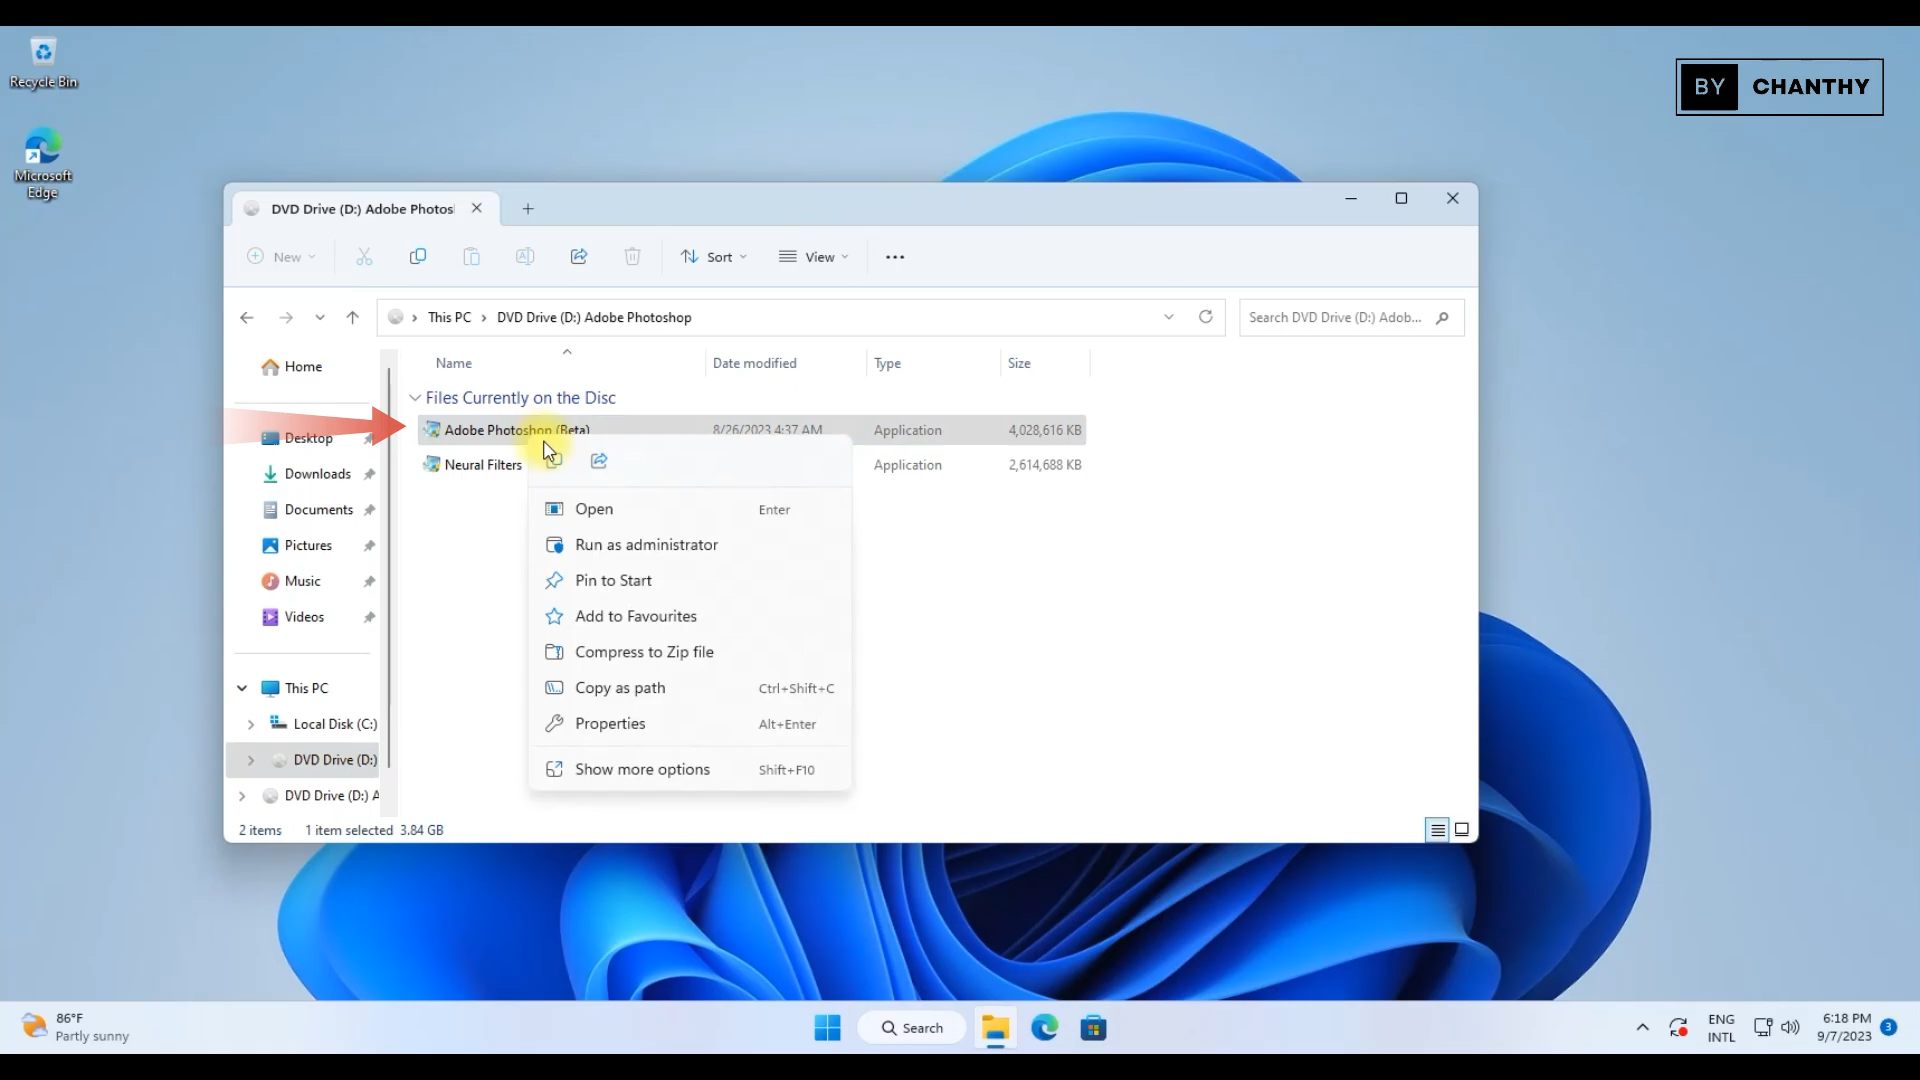 Recycle Bin
Microsoft
Edge
BY CHANTHY
DVD Drive (D:) Adobe Photos
New
Sort
View
This PC
DVD Drive (D:) Adobe Photoshop
Search DVD Drive (D:) Adob...
Name
Date modified
Type
Size
Files Currently on the Disc
Adobe Photoshop (Beta)
8/26/2023 4:37 AM
Application
4,028,616 KB
Neural Filters
Application
2,614,688 KB
Home
Desktop
Downloads
Documents
Pictures
Music
Videos
This PC
Local Disk (C:)
DVD Drive (D:)
DVD Drive (D:) A
Open Enter
Run as administrator
Pin to Start
Add to Favourites
Compress to Zip file
Copy as path Ctrl+Shift+C
Properties Alt+Enter
Show more options Shift+F10
2 items 1 item selected 3.84 GB
86°F
Partly sunny
Search
ENG
INTL
6:18 PM
9/7/2023
3